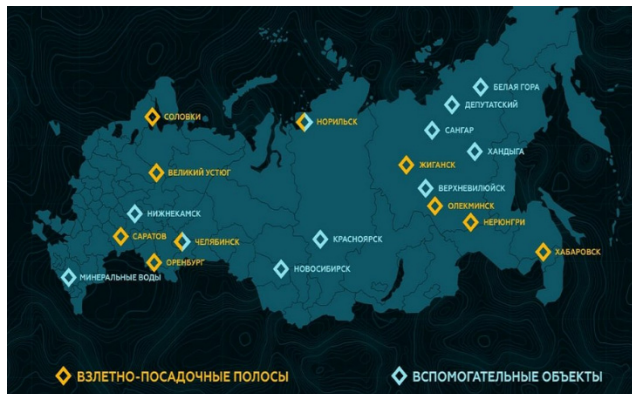 БЕЛАЯ ГОРА
ДЕПУТАТСКИЙ
СОЛОВКИ
НОРИЛЬСК
САНГАР
ХАНДЫГА
ЖИГАНСК
ВЕЛИКИЙ УСТЮГ
ВЕРХНЕВИЛЮЙСК
ОЛЕКМИНСК
НИЖНЕКАМСК
НЕРЮНГРИ
САРАТОВ
ЧЕЛЯБИНСК
КРАСНОЯРСК
ХАБАРОВСК
ОРЕНБУРГ
НОВОСИБИРСК
МИНЕРАЛЬНЫЕ ВОДЫ
ВЗЛЕТНО-ПОСАДОЧНЫЕ ПОЛОСЫ
ВСПОМОГАТЕЛЬНЫЕ ОБЪЕКТЫ